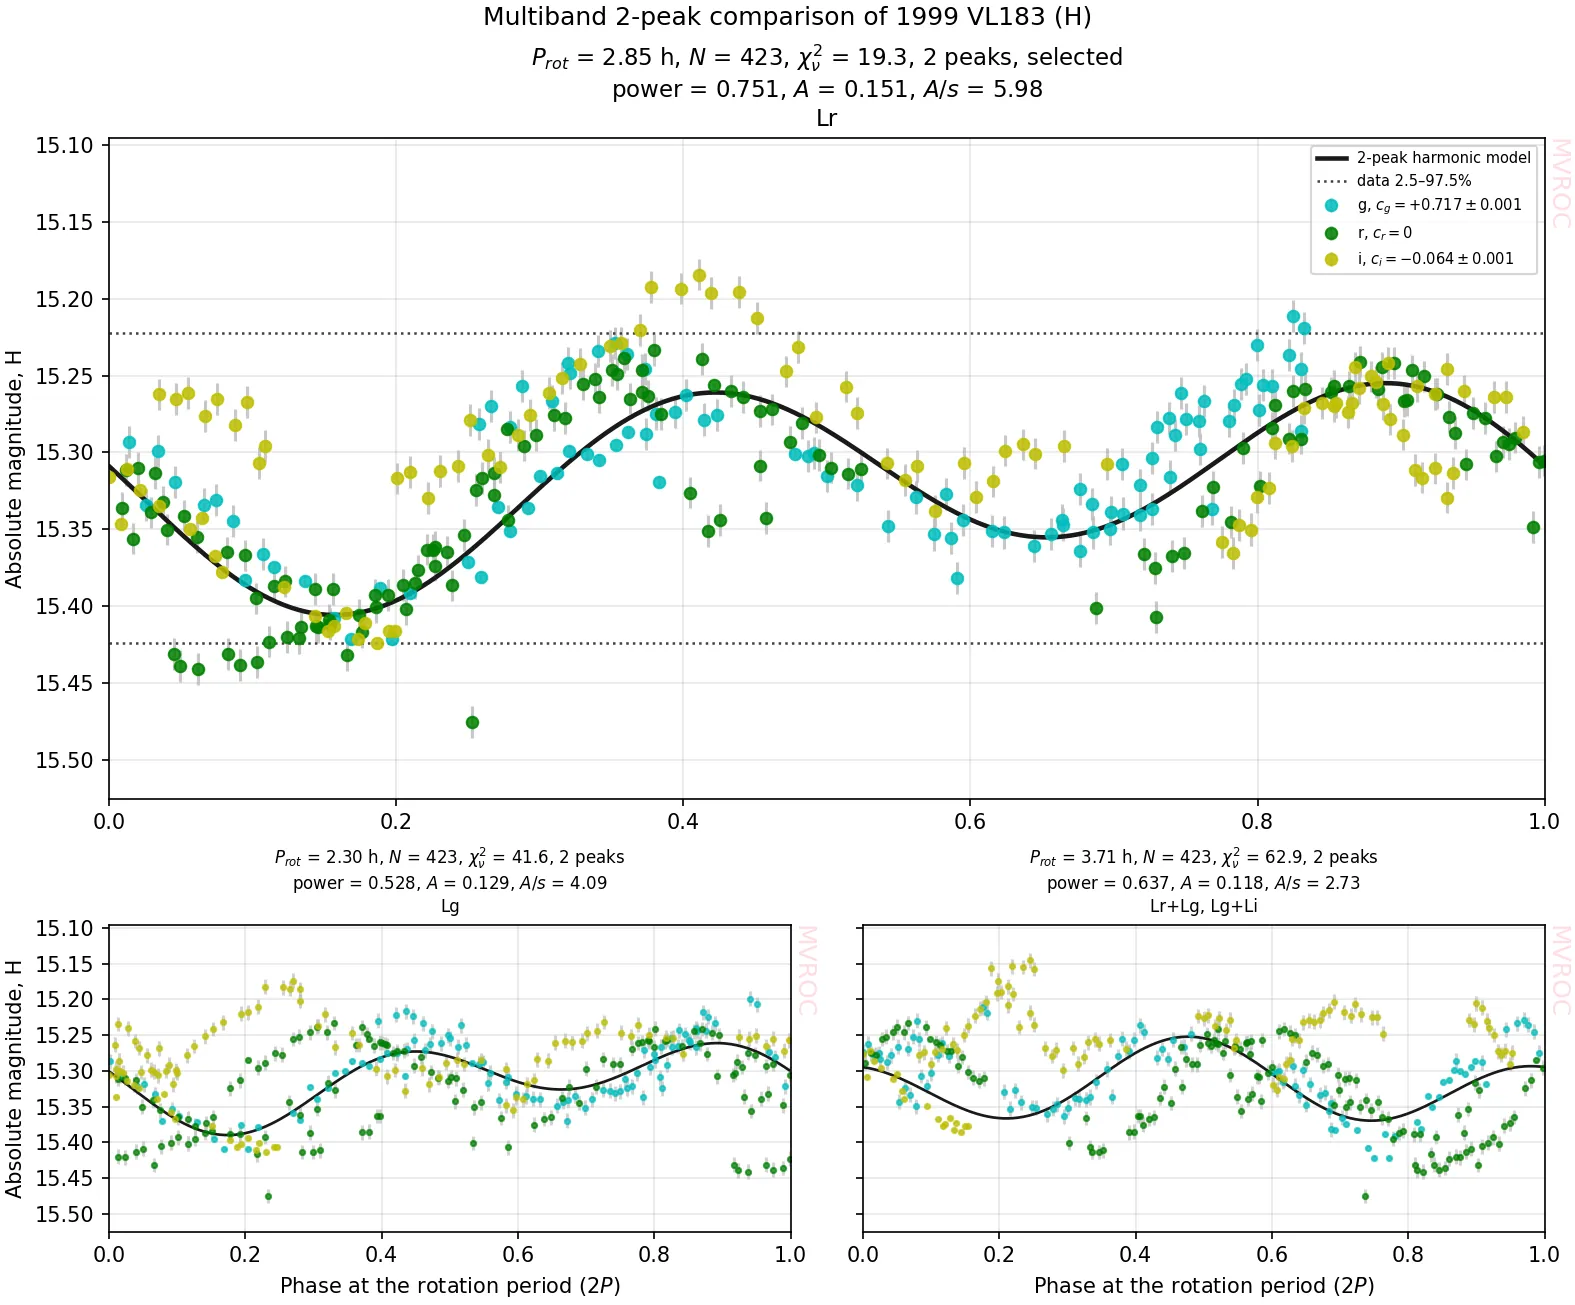 Multiband 2-peak comparison of 1999 VL183 (H)
P_rot = 2.85 h, N = 423, χ²_ν = 19.3, 2 peaks, selected
power = 0.751, A = 0.151, A/s = 5.98
Lr
15.10
15.15
15.20
15.25
15.30
15.35
15.40
15.45
15.50
Absolute magnitude, H
2-peak harmonic model
data 2.5–97.5%
g, c_g = +0.717 ± 0.001
r, c_r = 0
i, c_i = −0.064 ± 0.001
MVROC
0.0 0.2 0.4 0.6 0.8 1.0
P_rot = 2.30 h, N = 423, χ²_ν = 41.6, 2 peaks
power = 0.528, A = 0.129, A/s = 4.09
Lg
15.10
15.15
15.20
15.25
15.30
15.35
15.40
15.45
15.50
Absolute magnitude, H
MVROC
0.0 0.2 0.4 0.6 0.8 1.0
Phase at the rotation period (2P)
P_rot = 3.71 h, N = 423, χ²_ν = 62.9, 2 peaks
power = 0.637, A = 0.118, A/s = 2.73
Lr+Lg, Lg+Li
MVROC
0.0 0.2 0.4 0.6 0.8 1.0
Phase at the rotation period (2P)